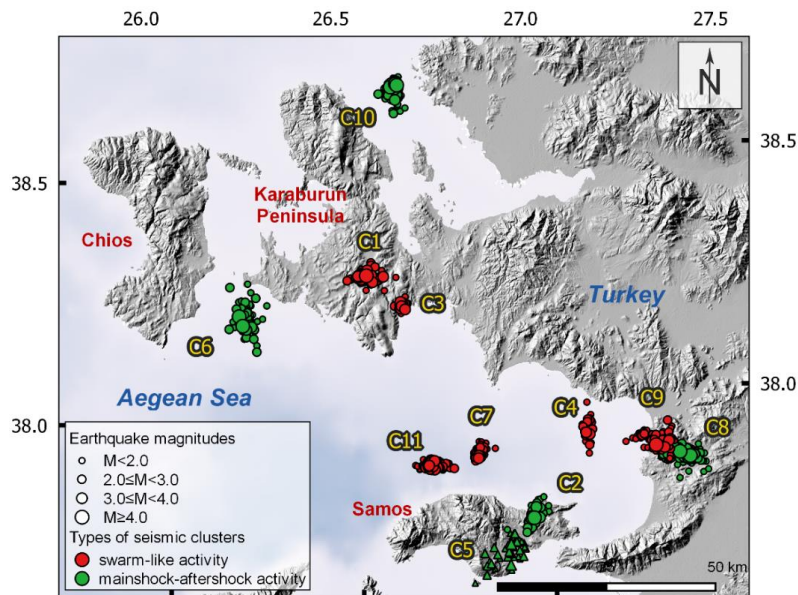 26.0 26.5 27.0 27.5
N
C10
38.5
38.5
Karaburun
Peninsula
Chios
C1
Turkey
C3
C6
38.0
Aegean Sea
C9
C4
C7
C8
38.0
C11
Earthquake magnitudes
M<2.0
2.0≤M<3.0
3.0≤M<4.0
M≥4.0
C2
Samos
Types of seismic clusters
C5
swarm-like activity
mainshock-aftershock activity
50 km